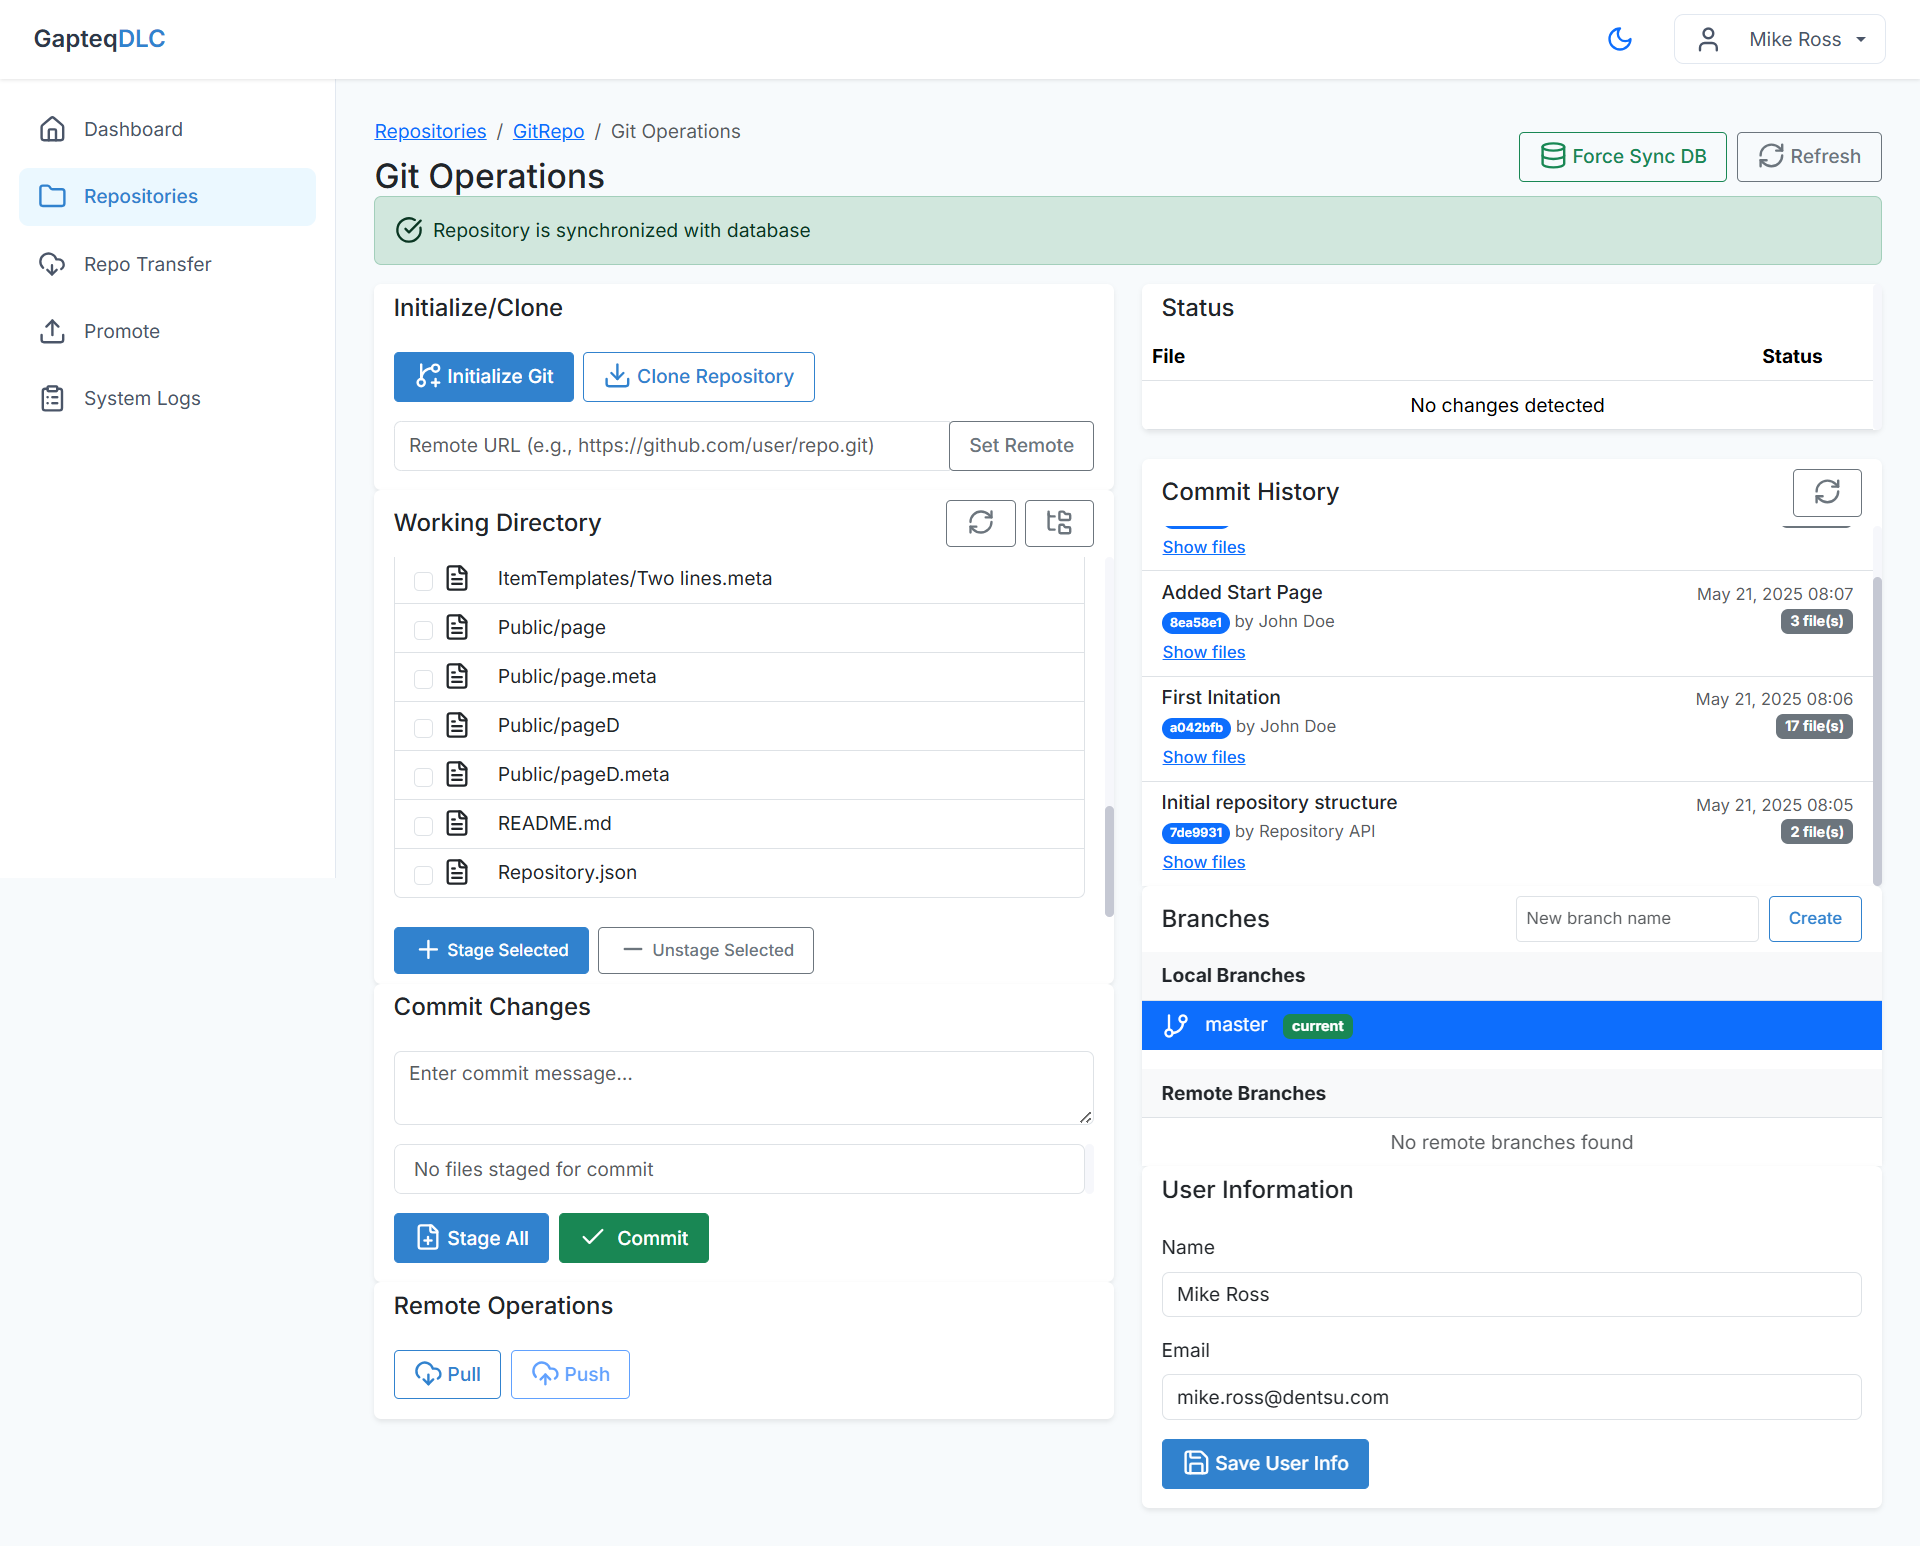 GapteqDLC
Mike Ross
Dashboard
Repositories
Repo Transfer
Promote
System Logs
Repositories / GitRepo / Git Operations
Git Operations
Force Sync DB
Refresh
Repository is synchronized with database
Initialize/Clone
Initialize Git
Clone Repository
Remote URL (e.g., https://github.com/user/repo.git)
Set Remote
Working Directory
ItemTemplates/Two lines.meta
Public/page
Public/page.meta
Public/pageD
Public/pageD.meta
README.md
Repository.json
Stage Selected
Unstage Selected
Commit Changes
Enter commit message...
No files staged for commit
Stage All
Commit
Remote Operations
Pull
Push
Status
File Status
No changes detected
Commit History
Show files
Added Start Page May 21, 2025 08:07
8ea58e1 by John Doe 3 file(s)
Show files
First Initation May 21, 2025 08:06
a042bfb by John Doe 17 file(s)
Show files
Initial repository structure May 21, 2025 08:05
7de9931 by Repository API 2 file(s)
Show files
Branches
New branch name
Create
Local Branches
master current
Remote Branches
No remote branches found
User Information
Name
Mike Ross
Email
mike.ross@dentsu.com
Save User Info